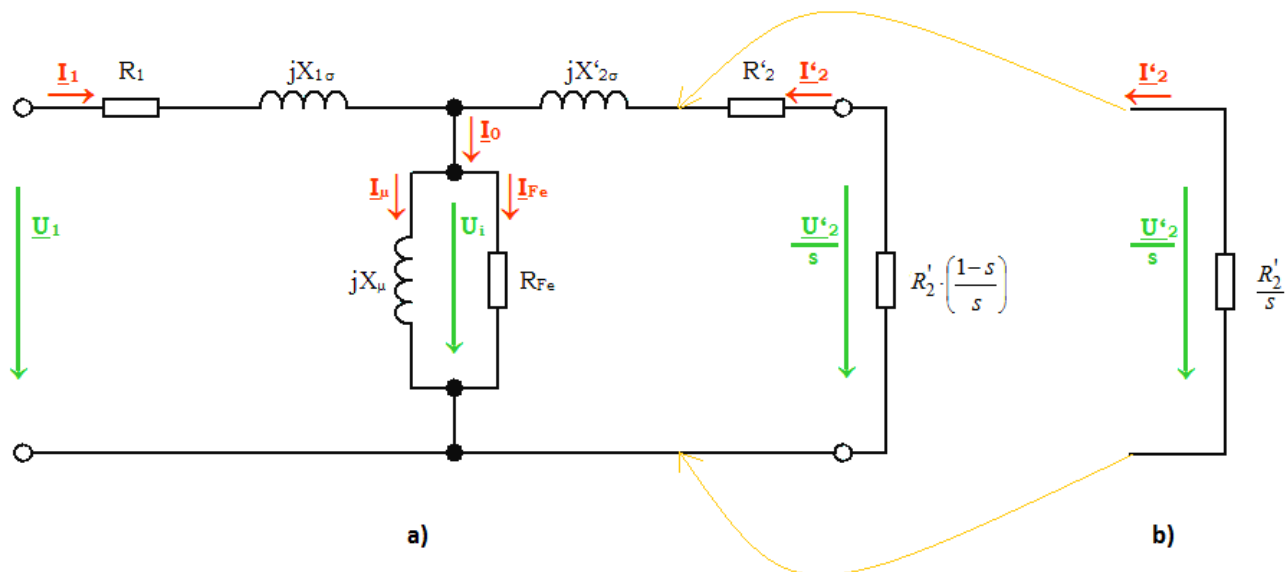 I1
R1
jX1σ
jX‘2σ
R‘2
I‘2
I‘2
I0
Iμ
IFe
U1
Ui
U‘2
s
U‘2
s
jXμ
RFe
R'2 · (1−s / s)
R'2 / s
a)
b)